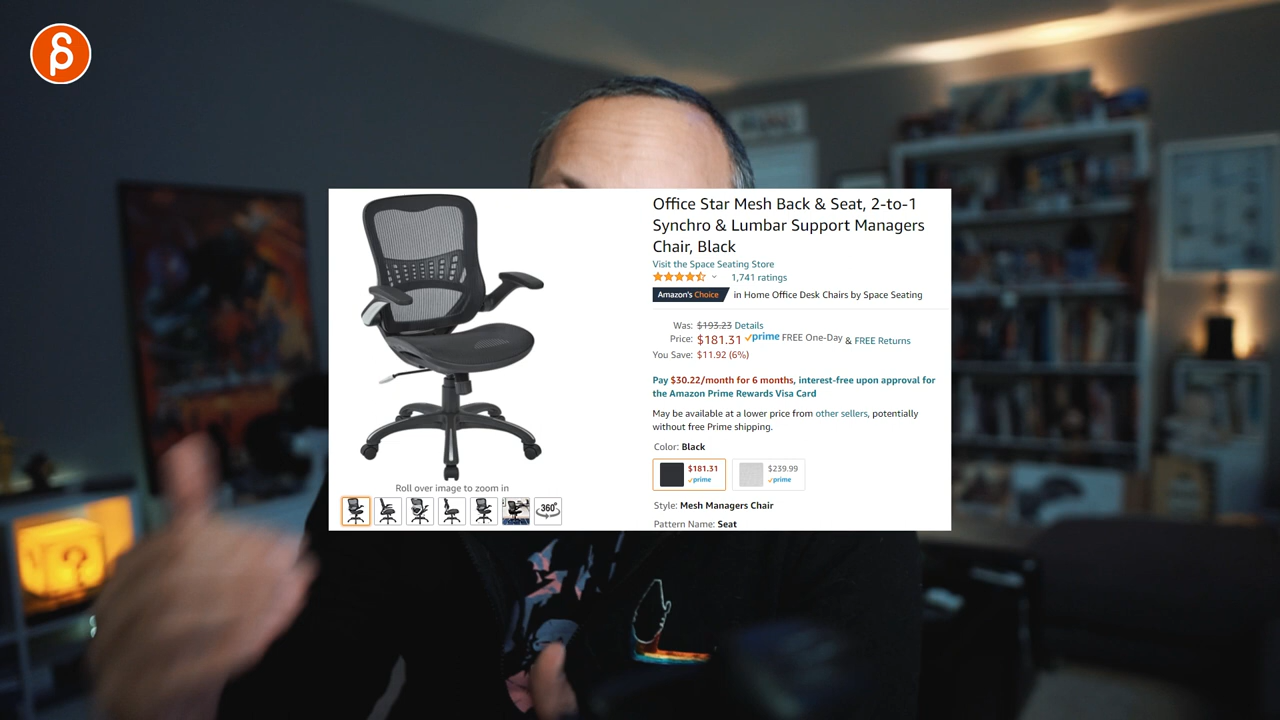 Office Star Mesh Back & Seat, 2-to-1
Synchro & Lumbar Support Managers
Chair, Black
Visit the Space Seating Store
1,741 ratings
Amazon's Choice in Home Office Desk Chairs by Space Seating
Was: $193.23 Details
Price: $181.31 prime FREE One-Day & FREE Returns
You Save: $11.92 (6%)
Pay $30.22/month for 6 months, interest-free upon approval for
the Amazon Prime Rewards Visa Card
May be available at a lower price from other sellers, potentially
without free Prime shipping.
Color: Black
$181.31
prime
$239.99
prime
Style: Mesh Managers Chair
Pattern Name: Seat
Roll over image to zoom in
360°